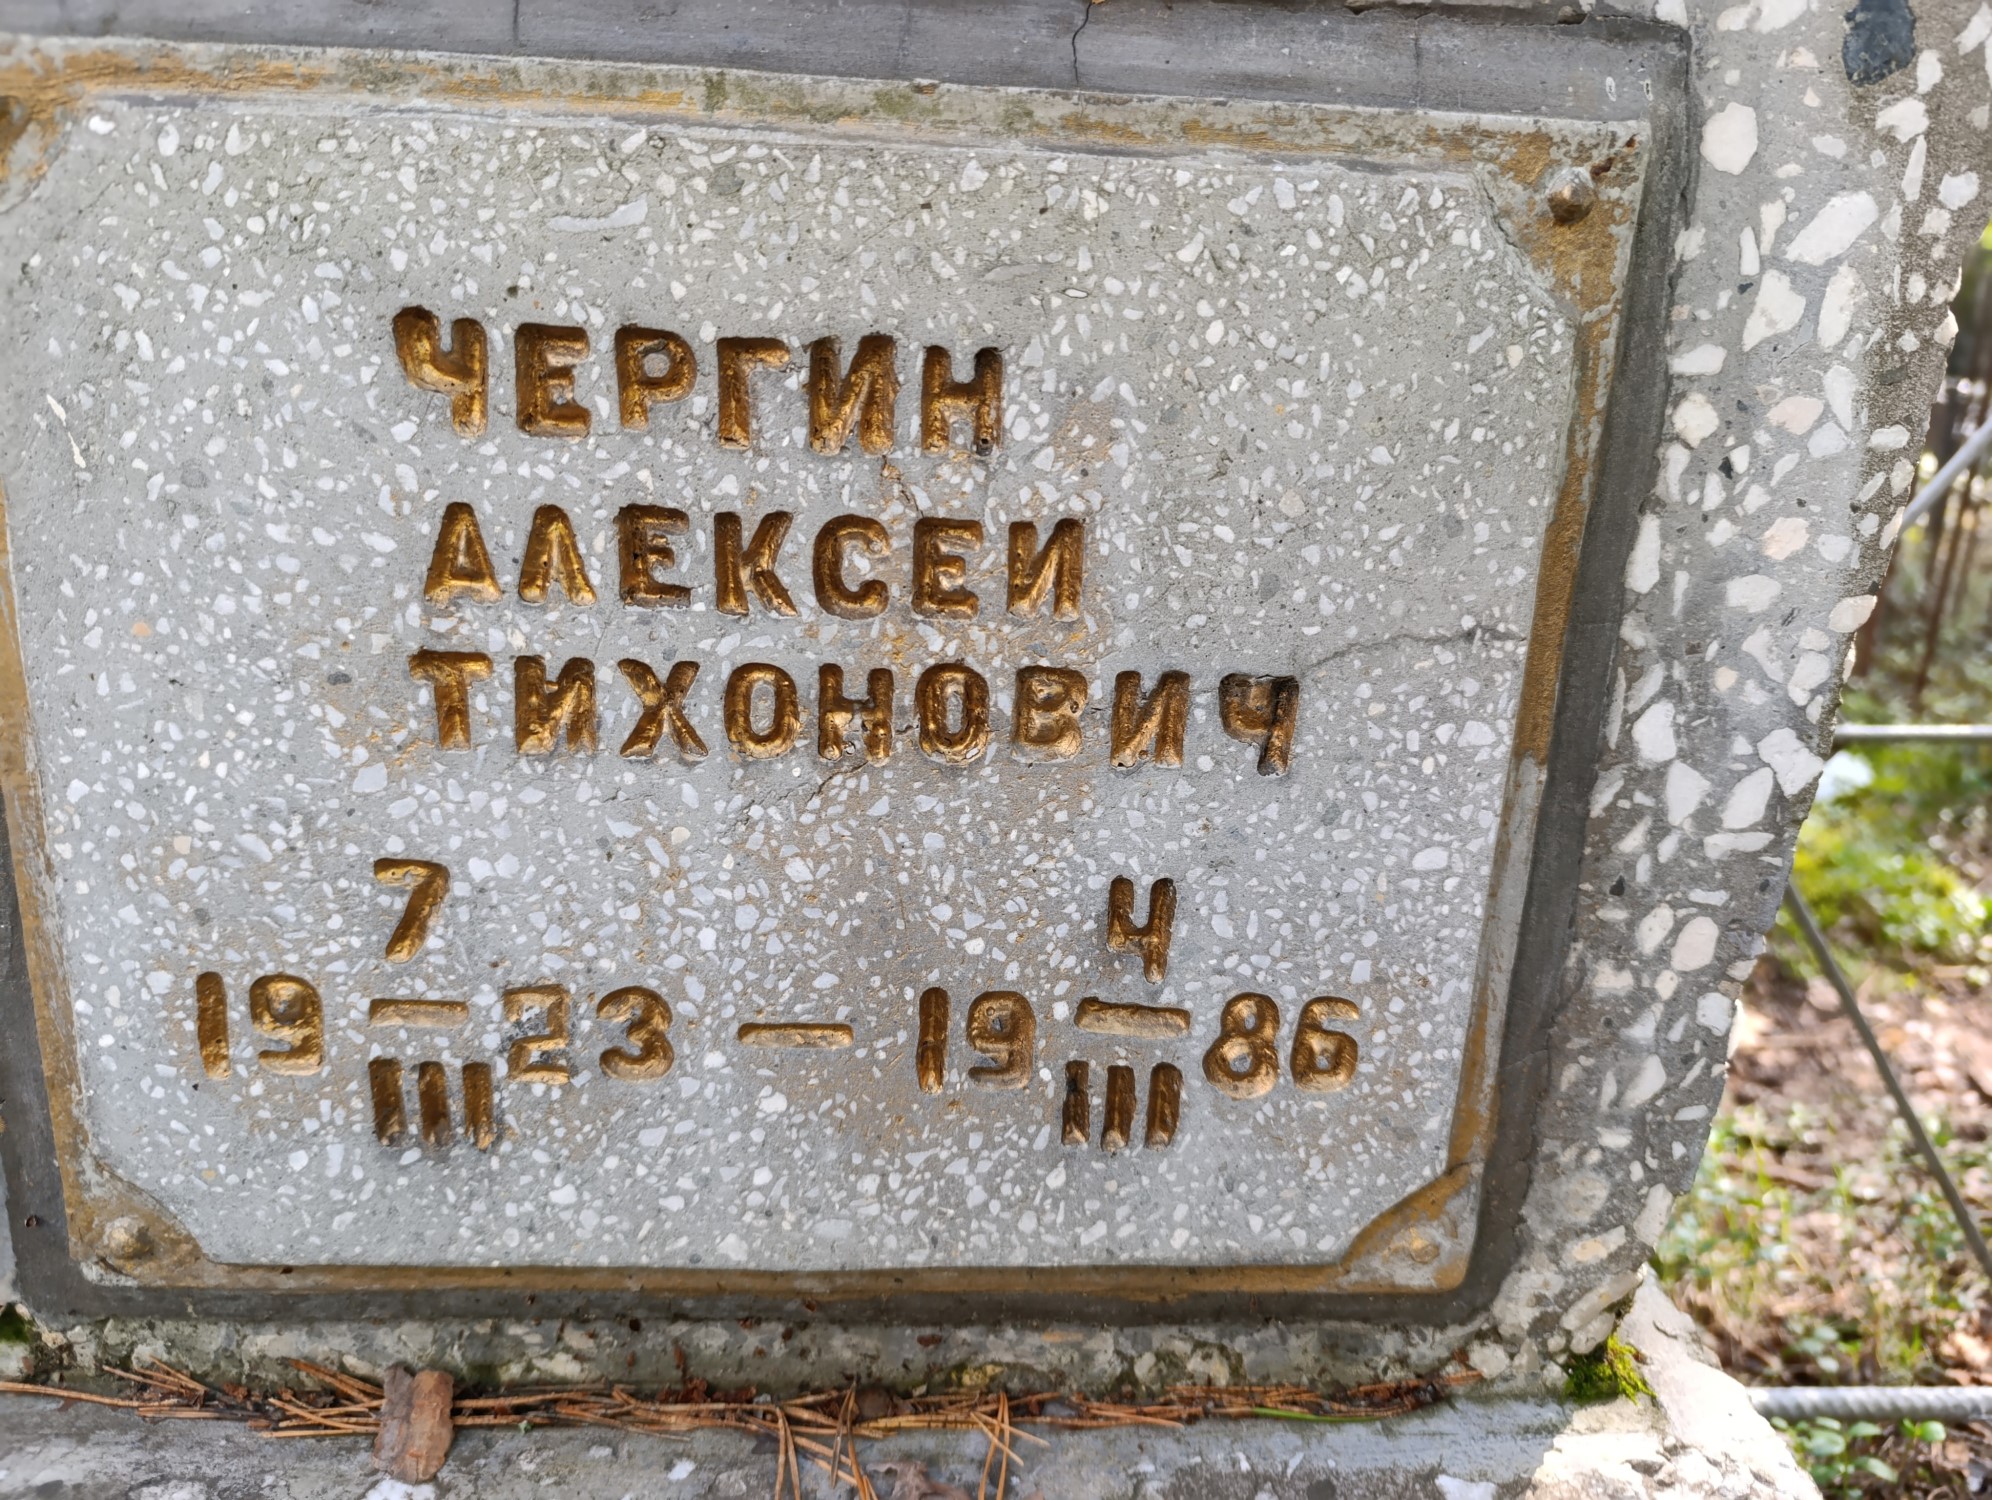 ЧЕРГИН
АЛЕКСЕИ
ТИХОНОВИЧ
19 7/III 23 — 19 4/III 86